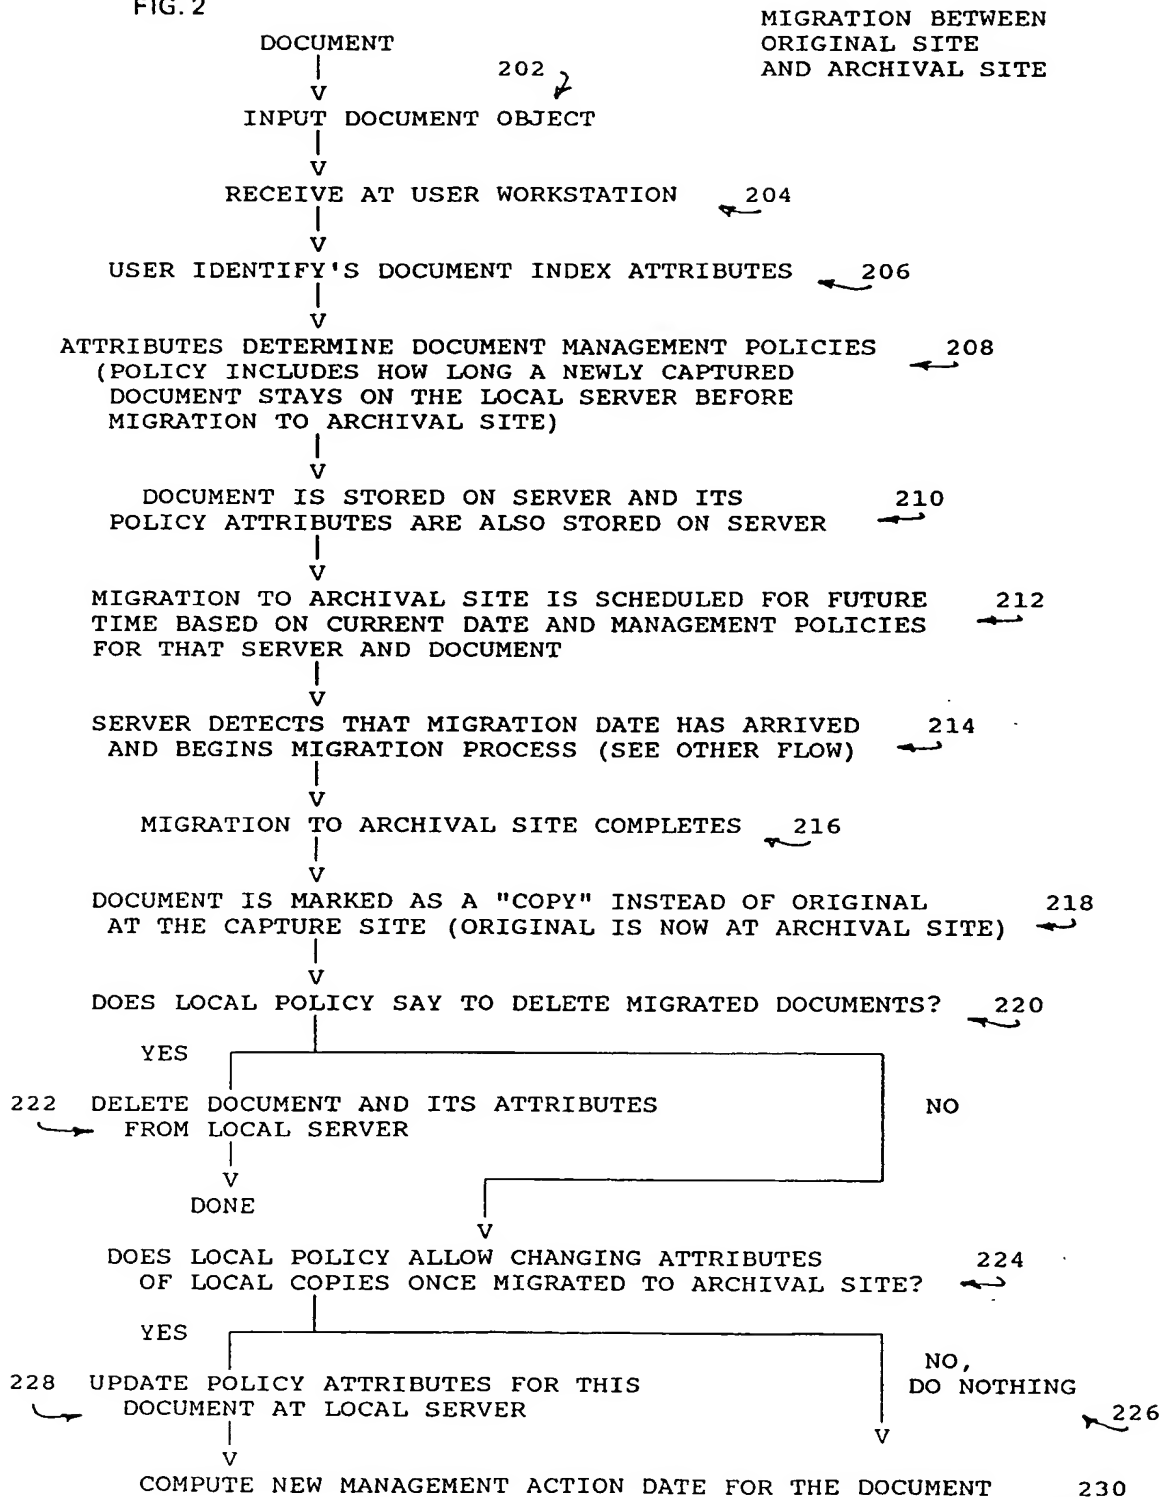 FIG. 2
MIGRATION BETWEEN
ORIGINAL SITE
AND ARCHIVAL SITE
DOCUMENT
202
INPUT DOCUMENT OBJECT
RECEIVE AT USER WORKSTATION 204
USER IDENTIFY'S DOCUMENT INDEX ATTRIBUTES 206
ATTRIBUTES DETERMINE DOCUMENT MANAGEMENT POLICIES 208
(POLICY INCLUDES HOW LONG A NEWLY CAPTURED
DOCUMENT STAYS ON THE LOCAL SERVER BEFORE
MIGRATION TO ARCHIVAL SITE)
DOCUMENT IS STORED ON SERVER AND ITS 210
POLICY ATTRIBUTES ARE ALSO STORED ON SERVER
MIGRATION TO ARCHIVAL SITE IS SCHEDULED FOR FUTURE 212
TIME BASED ON CURRENT DATE AND MANAGEMENT POLICIES
FOR THAT SERVER AND DOCUMENT
SERVER DETECTS THAT MIGRATION DATE HAS ARRIVED 214
AND BEGINS MIGRATION PROCESS (SEE OTHER FLOW)
MIGRATION TO ARCHIVAL SITE COMPLETES 216
DOCUMENT IS MARKED AS A "COPY" INSTEAD OF ORIGINAL 218
AT THE CAPTURE SITE (ORIGINAL IS NOW AT ARCHIVAL SITE)
DOES LOCAL POLICY SAY TO DELETE MIGRATED DOCUMENTS? 220
YES
222 DELETE DOCUMENT AND ITS ATTRIBUTES NO
FROM LOCAL SERVER
DONE
DOES LOCAL POLICY ALLOW CHANGING ATTRIBUTES 224
OF LOCAL COPIES ONCE MIGRATED TO ARCHIVAL SITE?
YES
NO,
228 UPDATE POLICY ATTRIBUTES FOR THIS DO NOTHING
DOCUMENT AT LOCAL SERVER 226
COMPUTE NEW MANAGEMENT ACTION DATE FOR THE DOCUMENT 230